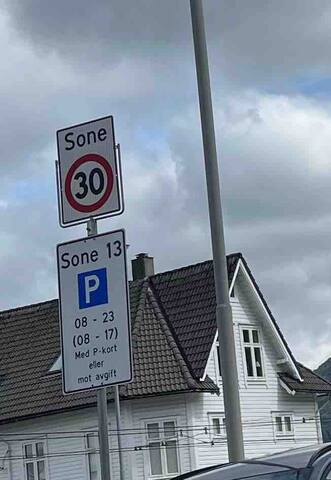 Sone
30
Sone 13
P
08 - 23
(08 - 17)
Med P-kort
eller
mot avgift